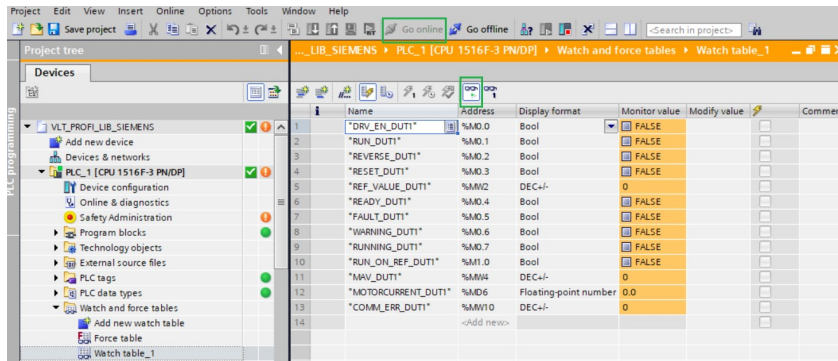 Project Edit View Insert Online Options Tools Window Help
Save project Go online Go offline <Search in project>
Project tree
..._LIB_SIEMENS PLC_1 [CPU 1516F-3 PN/DP] Watch and force tables Watch table_1
Devices
PLC programming
i Name Address Display format Monitor value Modify value Commen
1 "DRV_EN_DUT1" %M0.0 Bool FALSE
2 "RUN_DUT1" %M0.1 Bool FALSE
3 "REVERSE_DUT1" %M0.2 Bool FALSE
4 "RESET_DUT1" %M0.3 Bool FALSE
5 "REF_VALUE_DUT1" %MW2 DEC+/- 0
6 "READY_DUT1" %M0.4 Bool FALSE
7 "FAULT_DUT1" %M0.5 Bool FALSE
8 "WARNING_DUT1" %M0.6 Bool FALSE
9 "RUNNING_DUT1" %M0.7 Bool FALSE
10 "RUN_ON_REF_DUT1" %M1.0 Bool FALSE
11 "MAV_DUT1" %MW4 DEC+/- 0
12 "MOTORCURRENT_DUT1" %MD6 Floating-point number 0.0
13 "COMM_ERR_DUT1" %MW10 DEC+/- 0
14 <Add new>
VLT_PROFI_LIB_SIEMENS
Add new device
Devices & networks
PLC_1 [CPU 1516F-3 PN/DP]
Device configuration
Online & diagnostics
Safety Administration
Program blocks
Technology objects
External source files
PLC tags
PLC data types
Watch and force tables
Add new watch table
Force table
Watch table_1